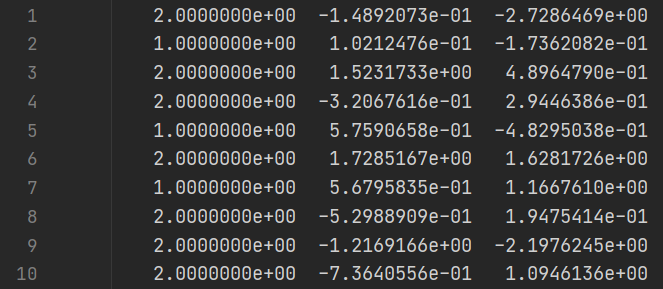 1 2.0000000e+00 -1.4892073e-01 -2.7286469e+00
2 1.0000000e+00 1.0212476e-01 -1.7362082e-01
3 2.0000000e+00 1.5231733e+00 4.8964790e-01
4 2.0000000e+00 -3.2067616e-01 2.9446386e-01
5 1.0000000e+00 5.7590658e-01 -4.8295038e-01
6 2.0000000e+00 1.7285167e+00 1.6281726e+00
7 1.0000000e+00 5.6795835e-01 1.1667610e+00
8 2.0000000e+00 -5.2988909e-01 1.9475414e-01
9 2.0000000e+00 -1.2169166e+00 -2.1976245e+00
10 2.0000000e+00 -7.3640556e-01 1.0946136e+00